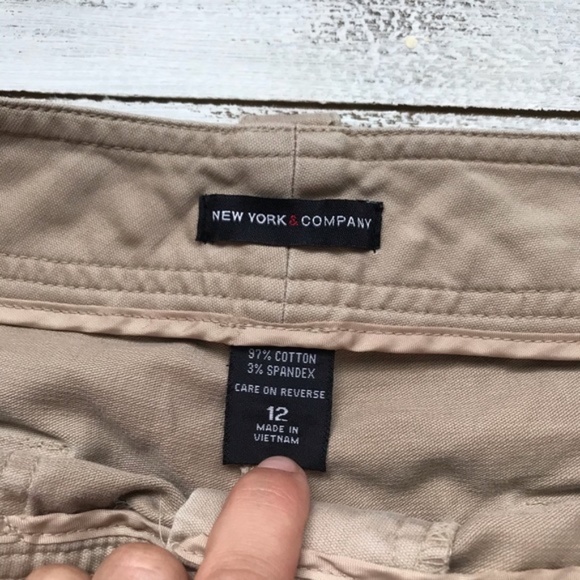 NEW YORK & COMPANY
97% COTTON
3% SPANDEX
CARE ON REVERSE
12
MADE IN
VIETNAM